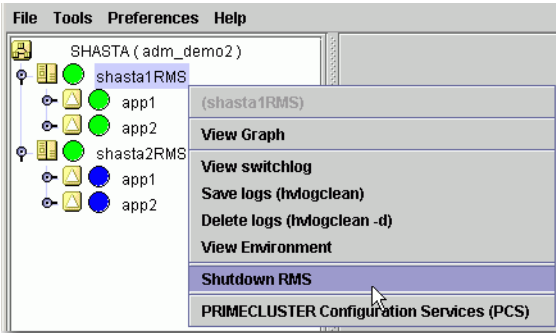 File Tools Preferences Help
SHASTA ( adm_demo2 )
shasta1RMS
app1
app2
shasta2RMS
app1
app2
(shasta1RMS)
View Graph
View switchlog
Save logs (hvlogclean)
Delete logs (hvlogclean -d)
View Environment
Shutdown RMS
PRIMECLUSTER Configuration Services (PCS)